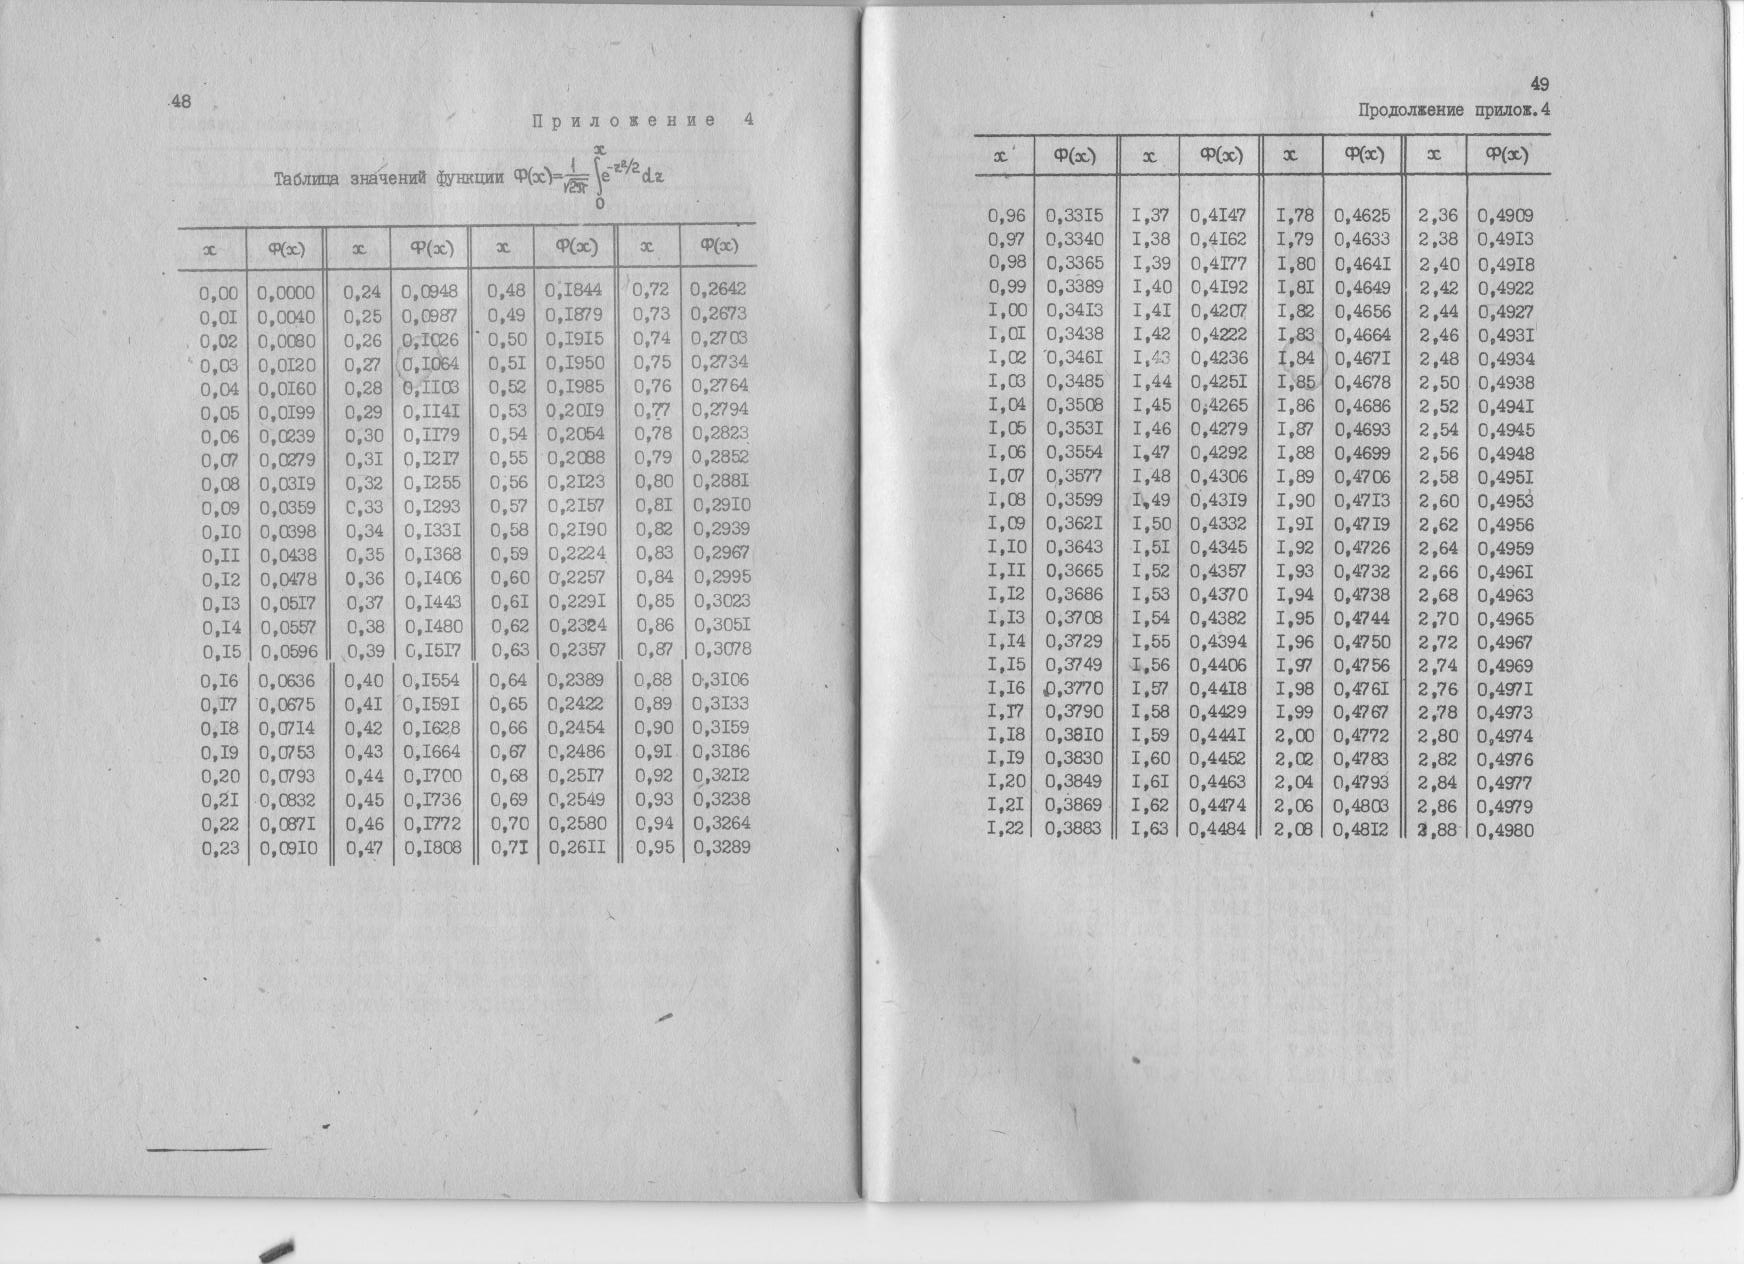 48
Приложение 4
Таблица значений функции Ф(x)=1/√2π ∫ e^-z²/2 dz
x
0
x Ф(x) x Ф(x) x Ф(x) x Ф(x)
0,00 0,0000 0,24 0,0948 0,48 0,I844 0,72 0,2642
0,0I 0,0040 0,25 0,0987 0,49 0,I879 0,73 0,2673
0,02 0,0080 0,26 0,I026 0,50 0,I9I5 0,74 0,2703
0,03 0,0I20 0,27 0,I064 0,5I 0,I950 0,75 0,2734
0,04 0,0I60 0,28 0,II03 0,52 0,I985 0,76 0,2764
0,05 0,0I99 0,29 0,II4I 0,53 0,20I9 0,77 0,2794
0,06 0,0239 0,30 0,II79 0,54 0,2054 0,78 0,2823
0,07 0,0279 0,3I 0,I2I7 0,55 0,2088 0,79 0,2852
0,08 0,03I9 0,32 0,I255 0,56 0,2I23 0,80 0,288I
0,09 0,0359 0,33 0,I293 0,57 0,2I57 0,8I 0,29I0
0,I0 0,0398 0,34 0,I33I 0,58 0,2I90 0,82 0,2939
0,II 0,0438 0,35 0,I368 0,59 0,2224 0,83 0,2967
0,I2 0,0478 0,36 0,I406 0,60 0,2257 0,84 0,2995
0,I3 0,05I7 0,37 0,I443 0,6I 0,229I 0,85 0,3023
0,I4 0,0557 0,38 0,I480 0,62 0,2324 0,86 0,305I
0,I5 0,0596 0,39 0,I5I7 0,63 0,2357 0,87 0,3078
0,I6 0,0636 0,40 0,I554 0,64 0,2389 0,88 0,3I06
0,I7 0,0675 0,4I 0,I59I 0,65 0,2422 0,89 0,3I33
0,I8 0,07I4 0,42 0,I628 0,66 0,2454 0,90 0,3I59
0,I9 0,0753 0,43 0,I664 0,67 0,2486 0,9I 0,3I86
0,20 0,0793 0,44 0,I700 0,68 0,25I7 0,92 0,32I2
0,2I 0,0832 0,45 0,I736 0,69 0,2549 0,93 0,3238
0,22 0,087I 0,46 0,I772 0,70 0,2580 0,94 0,3264
0,23 0,09I0 0,47 0,I808 0,7I 0,26II 0,95 0,3289
49
Продолжение прилож.4
x Ф(x) x Ф(x) x Ф(x) x Ф(x)
0,96 0,33I5 I,37 0,4I47 I,78 0,4625 2,36 0,4909
0,97 0,3340 I,38 0,4I62 I,79 0,4633 2,38 0,49I3
0,98 0,3365 I,39 0,4I77 I,80 0,464I 2,40 0,49I8
0,99 0,3389 I,40 0,4I92 I,8I 0,4649 2,42 0,4922
I,00 0,34I3 I,4I 0,4207 I,82 0,4656 2,44 0,4927
I,0I 0,3438 I,42 0,4222 I,83 0,4664 2,46 0,493I
I,02 0,346I I,43 0,4236 I,84 0,467I 2,48 0,4934
I,03 0,3485 I,44 0,425I I,85 0,4678 2,50 0,4938
I,04 0,3508 I,45 0,4265 I,86 0,4686 2,52 0,494I
I,05 0,353I I,46 0,4279 I,87 0,4693 2,54 0,4945
I,06 0,3554 I,47 0,4292 I,88 0,4699 2,56 0,4948
I,07 0,3577 I,48 0,4306 I,89 0,4706 2,58 0,495I
I,08 0,3599 I,49 0,43I9 I,90 0,47I3 2,60 0,4953
I,09 0,362I I,50 0,4332 I,9I 0,47I9 2,62 0,4956
I,I0 0,3643 I,5I 0,4345 I,92 0,4726 2,64 0,4959
I,II 0,3665 I,52 0,4357 I,93 0,4732 2,66 0,496I
I,I2 0,3686 I,53 0,4370 I,94 0,4738 2,68 0,4963
I,I3 0,3708 I,54 0,4382 I,95 0,4744 2,70 0,4965
I,I4 0,3729 I,55 0,4394 I,96 0,4750 2,72 0,4967
I,I5 0,3749 I,56 0,4406 I,97 0,4756 2,74 0,4969
I,I6 0,3770 I,57 0,44I8 I,98 0,476I 2,76 0,497I
I,I7 0,3790 I,58 0,4429 I,99 0,4767 2,78 0,4973
I,I8 0,38I0 I,59 0,444I 2,00 0,4772 2,80 0,4974
I,I9 0,3830 I,60 0,4452 2,02 0,4783 2,82 0,4976
I,20 0,3849 I,6I 0,4463 2,04 0,4793 2,84 0,4977
I,2I 0,3869 I,62 0,4474 2,06 0,4803 2,86 0,4979
I,22 0,3883 I,63 0,4484 2,08 0,48I2 2,88 0,4980